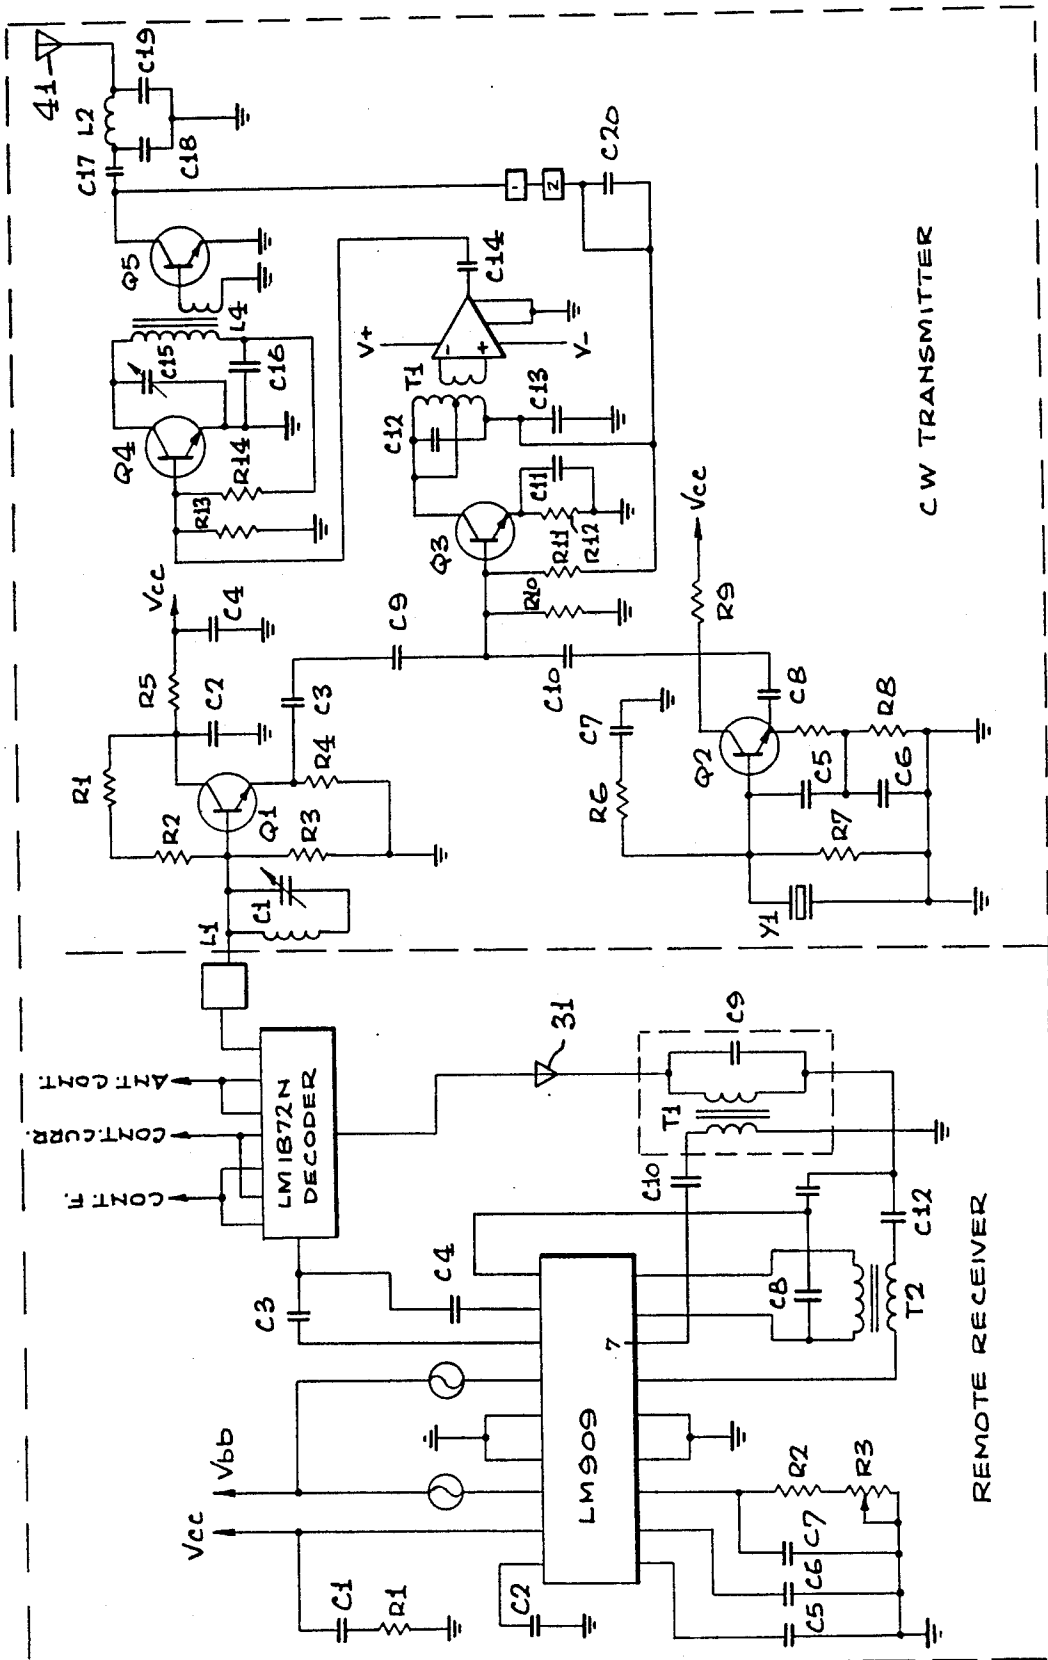 41
C19
L2
C17
C18
C20
1
2
Q5
L4
C15
C16
Q4
R14
R13
C14
V+
V-
-
+
T1
C12
C13
C11
R11
R12
Q3
R10
Vcc
C4
R5
C2
C3
R4
R1
R2
Q1
R3
C1
L1
C9
C10
Vcc
R9
C8
C7
R6
Q2
C5
R8
C6
R7
Y1
CW TRANSMITTER
ANT. CONT.
CONT. CURR.
CONT. F.
LM1872N
DECODER
31
C9
T1
C10
C12
C8
T2
C4
C3
7
LM909
Vbb
Vcc
C1
R1
C2
R2
R3
C7
C6
C5
REMOTE RECEIVER